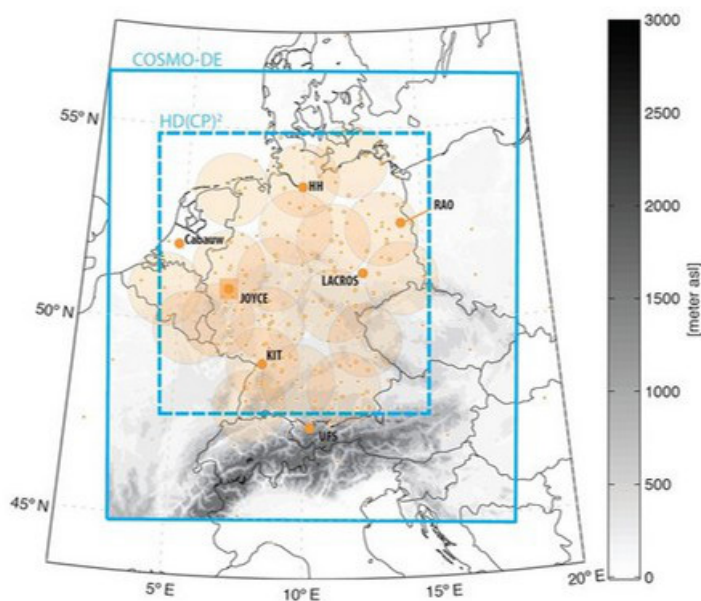 COSMO-DE
HD(CP)²
HH
RAO
Cabauw
LACROS
JOYCE
KIT
UFS
55° N
50° N
45° N
5° E
10° E
15° E
20° E
3000
2500
2000
1500
1000
500
0
[meter asl]